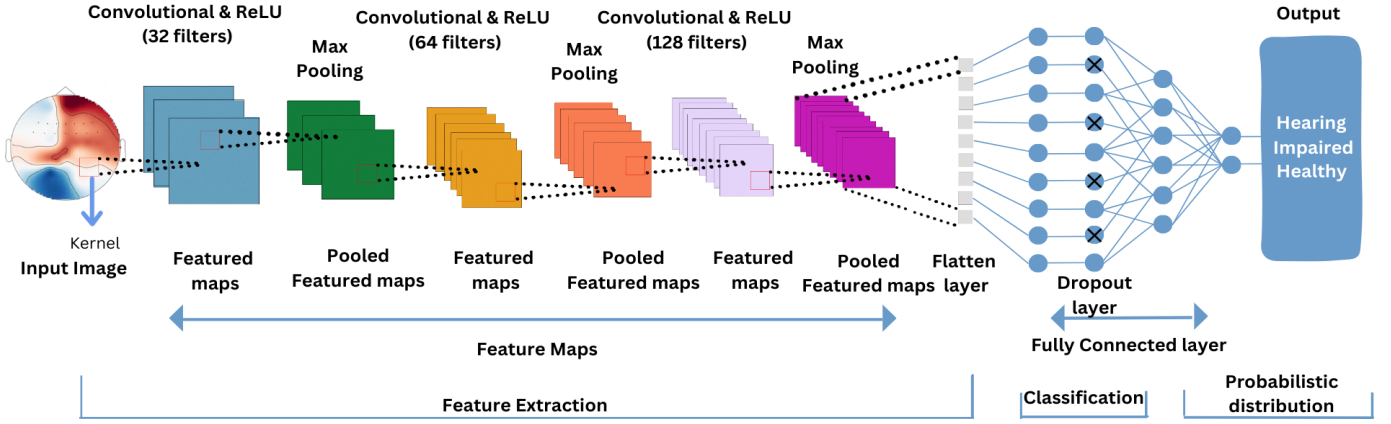 Convolutional & ReLU
(32 filters)
Max
Pooling
Convolutional & ReLU
(64 filters)
Max
Pooling
Convolutional & ReLU
(128 filters)
Max
Pooling
Output
Hearing
Impaired
Healthy
Kernel
Input Image
Featured
maps
Pooled
Featured maps
Featured
maps
Pooled
Featured maps
Featured
maps
Pooled
Featured maps
Flatten
layer
Dropout
layer
Feature Maps
Fully Connected layer
Feature Extraction
Classification
Probabilistic
distribution